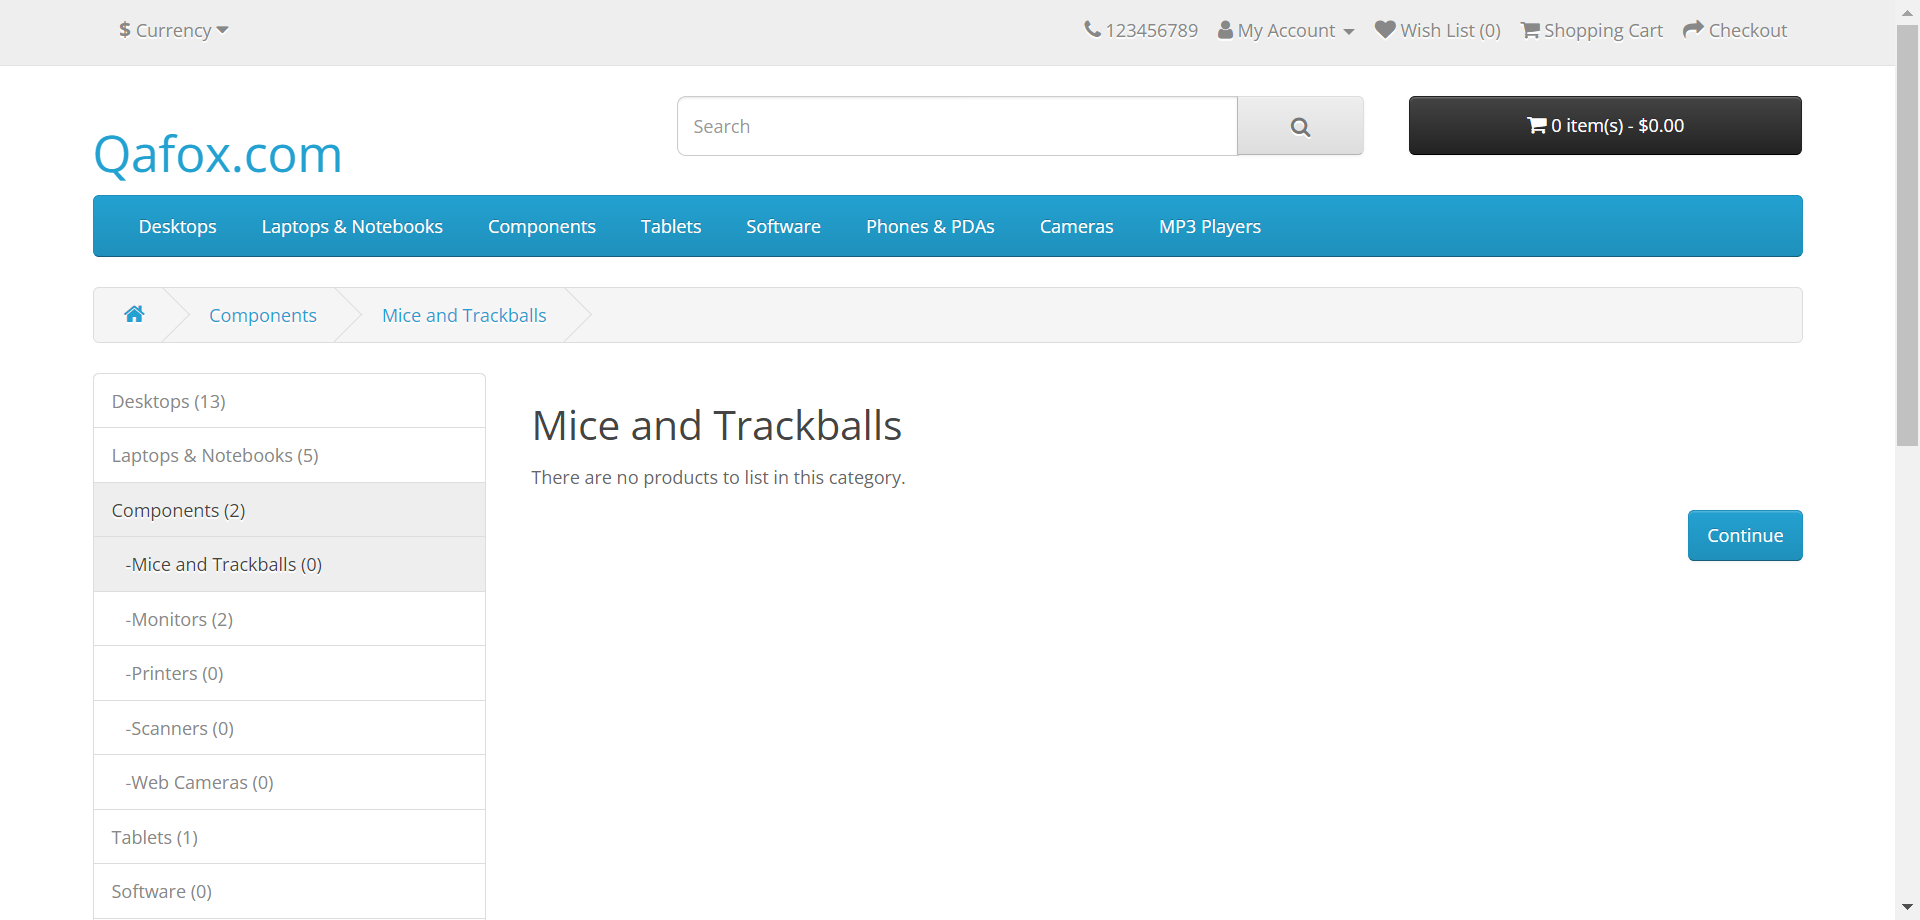 $ Currency
123456789 My Account Wish List (0) Shopping Cart Checkout
Search
0 item(s) - $0.00
Qafox.com
Desktops Laptops & Notebooks Components Tablets Software Phones & PDAs Cameras MP3 Players
Components Mice and Trackballs
Desktops (13)
Laptops & Notebooks (5)
Components (2)
-Mice and Trackballs (0)
-Monitors (2)
-Printers (0)
-Scanners (0)
-Web Cameras (0)
Tablets (1)
Software (0)
Mice and Trackballs
There are no products to list in this category.
Continue